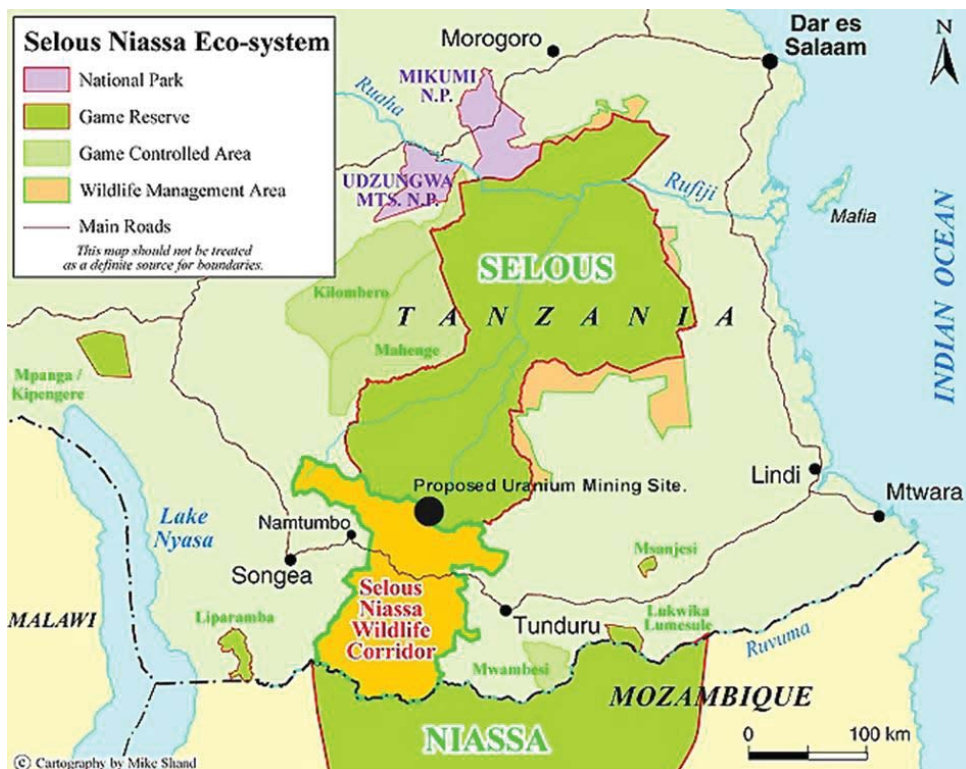 Selous Niassa Eco-system
National Park
Game Reserve
Game Controlled Area
Wildlife Management Area
Main Roads
This map should not be treated
as a definite source for boundaries.
Morogoro
Dar es
Salaam
N
MIKUMI
N.P.
Ruaha
UDZUNGWA
MTS. N.P.
Rufiji
Mafia
SELOUS
INDIAN OCEAN
Kilombero
TANZANIA
Mahenge
Mpanga /
Kipengere
Proposed Uranium Mining Site.
Lindi
Mtwara
Lake
Nyasa
Namtumbo
Songea
Msanjesi
Selous
Niassa
Wildlife
Corridor
MALAWI
Liparamba
Tunduru
Lukwika
Lumesule
Ruvuma
Mwambesi
MOZAMBIQUE
NIASSA
0 100 km
© Cartography by Mike Shand